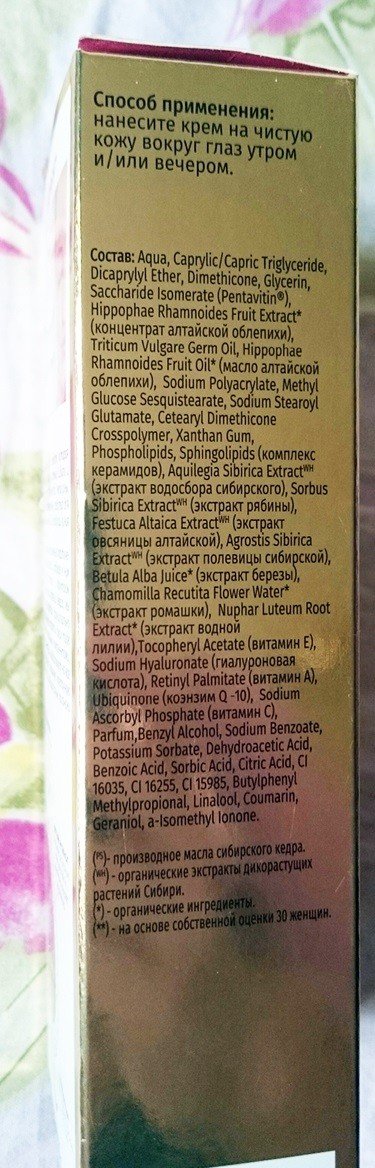 Способ применения:
нанесите крем на чистую
кожу вокруг глаз утром
и/или вечером.
Состав: Aqua, Caprylic/Capric Triglyceride,
Dicaprylyl Ether, Dimethicone, Glycerin,
Saccharide Isomerate (Pentavitin®),
Hippophae Rhamnoides Fruit Extract*
(концентрат алтайской облепихи),
Triticum Vulgare Germ Oil, Hippophae
Rhamnoides Fruit Oil* (масло алтайской
облепихи), Sodium Polyacrylate, Methyl
Glucose Sesquistearate, Sodium Stearoyl
Glutamate, Cetearyl Dimethicone
Crosspolymer, Xanthan Gum,
Phospholipids, Sphingolipids (комплекс
керамидов), Aquilegia Sibirica Extractᵂᴴ
(экстракт водосбора сибирского), Sorbus
Sibirica Extractᵂᴴ (экстракт рябины),
Festuca Altaica Extractᵂᴴ (экстракт
овсяницы алтайской), Agrostis Sibirica
Extractᵂᴴ (экстракт полевицы сибирской),
Betula Alba Juice* (экстракт березы),
Chamomilla Recutita Flower Water*
(экстракт ромашки), Nuphar Luteum Root
Extract* (экстракт водной
лилии),Tocopheryl Acetate (витамин Е),
Sodium Hyaluronate (гиалуроновая
кислота), Retinyl Palmitate (витамин А),
Ubiquinone (коэнзим Q -10), Sodium
Ascorbyl Phosphate (витамин С),
Parfum,Benzyl Alcohol, Sodium Benzoate,
Potassium Sorbate, Dehydroacetic Acid,
Benzoic Acid, Sorbic Acid, Citric Acid, CI
16035, CI 16255, CI 15985, Butylphenyl
Methylpropional, Linalool, Coumarin,
Geraniol, a-Isomethyl Ionone.
(ᴾˢ)- производное масла сибирского кедра.
(ᵂᴴ) - органические экстракты дикорастущих
растений Сибири.
(*) - органические ингредиенты.
(**) - на основе собственной оценки 30 женщин.